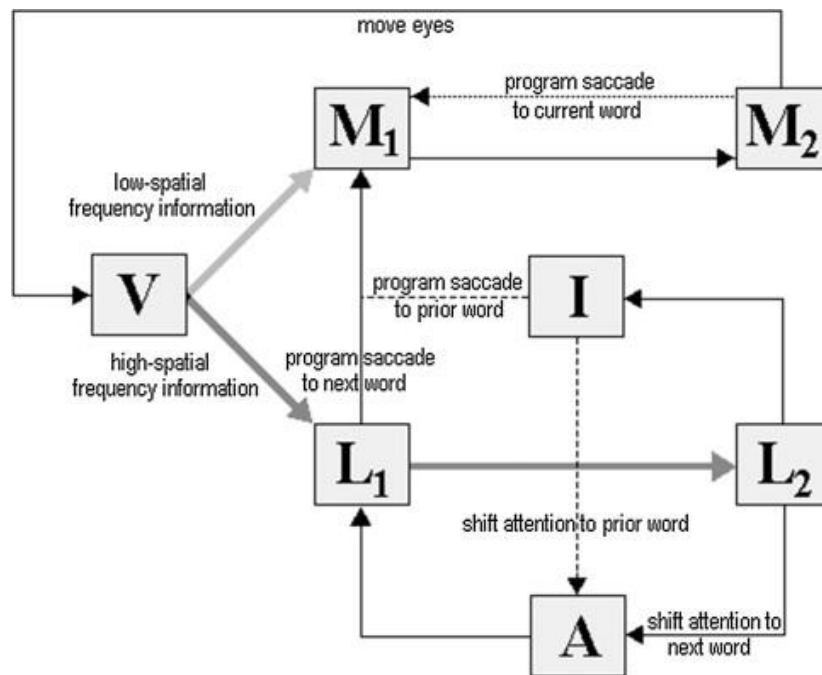 move eyes
program saccade
to current word
M1
M2
low-spatial
frequency information
V
program saccade
to prior word
I
high-spatial
frequency information
program saccade
to next word
L1
L2
shift attention to prior word
A
shift attention to
next word